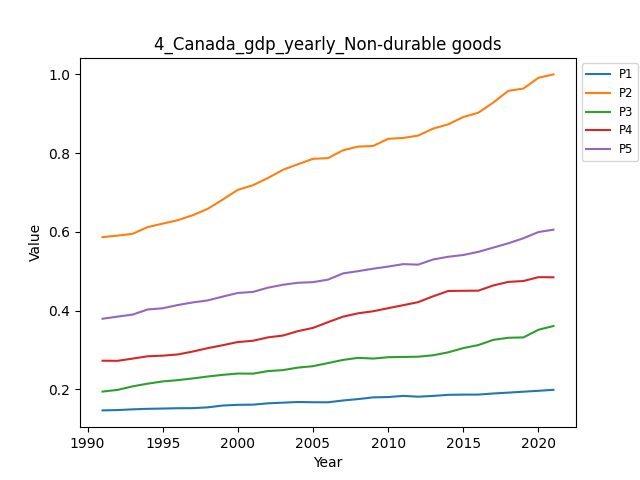 4_Canada_gdp_yearly_Non-durable goods
1.0
0.8
0.6
0.4
0.2
Value
1990 1995 2000 2005 2010 2015 2020
Year
P1
P2
P3
P4
P5